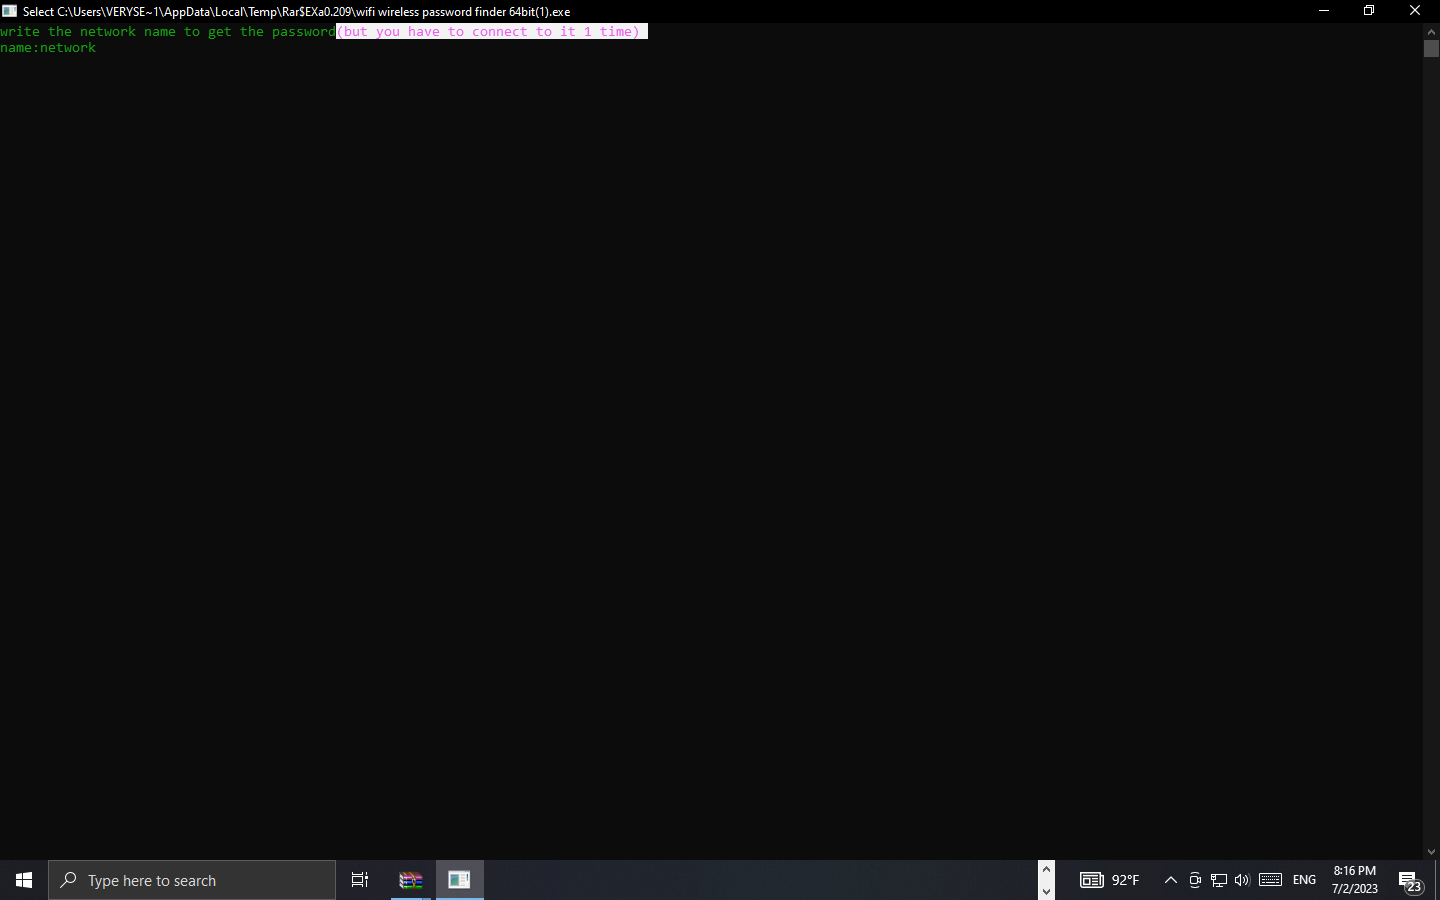 Select C:\Users\VERYSE~1\AppData\Local\Temp\Rar$EXa0.209\wifi wireless password finder 64bit(1).exe
write the network name to get the password(but you have to connect to it 1 time)
name:network
Type here to search
92°F
ENG
8:16 PM
7/2/2023
23